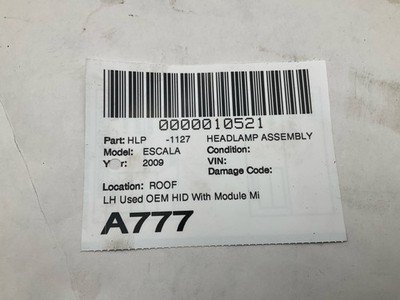 0000010521
Part: HLP -1127 HEADLAMP ASSEMBLY
Model: ESCALA Condition:
Year: 2009 VIN:
Damage Code:
Location: ROOF
LH Used OEM HID With Module Mi
A777